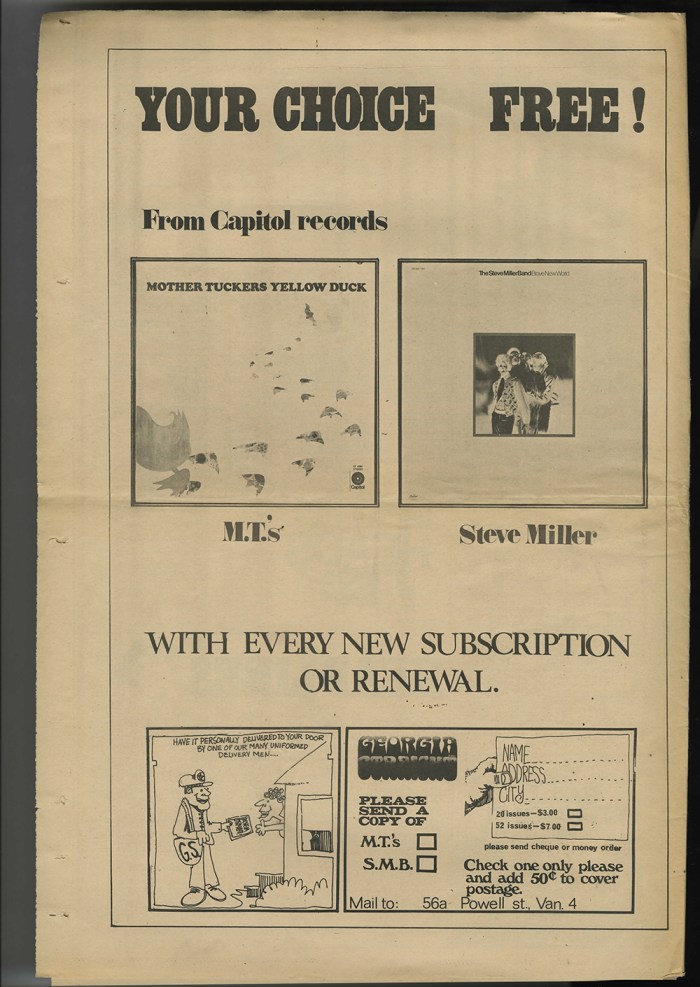 YOUR CHOICE FREE!
From Capitol records
MOTHER TUCKERS YELLOW DUCK
Capitol
The Steve Miller Band Brave New World
M.T.'s
Steve Miller
WITH EVERY NEW SUBSCRIPTION
OR RENEWAL.
HAVE IT PERSONALLY DELIVERED TO YOUR DOOR
BY ONE OF OUR MANY UNIFORMED
DELIVERY MEN....
G.S.
GEORGIA
STRAIGHT
PLEASE
SEND A
COPY OF
M.T.'s
S.M.B.
NAME
ADDRESS
CITY
20 issues—$3.00
52 issues—$7.00
please send cheque or money order
Check one only please
and add 50¢ to cover
postage.
Mail to: 56a Powell st., Van. 4